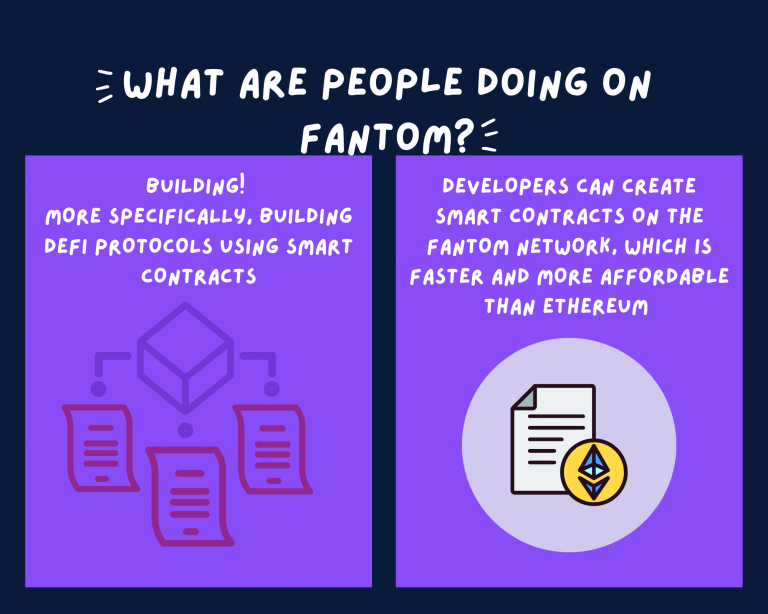 WHAT ARE PEOPLE DOING ON
FANTOM?
BUILDING!
MORE SPECIFICALLY, BUILDING
DEFI PROTOCOLS USING SMART
CONTRACTS
DEVELOPERS CAN CREATE
SMART CONTRACTS ON THE
FANTOM NETWORK, WHICH IS
FASTER AND MORE AFFORDABLE
THAN ETHEREUM